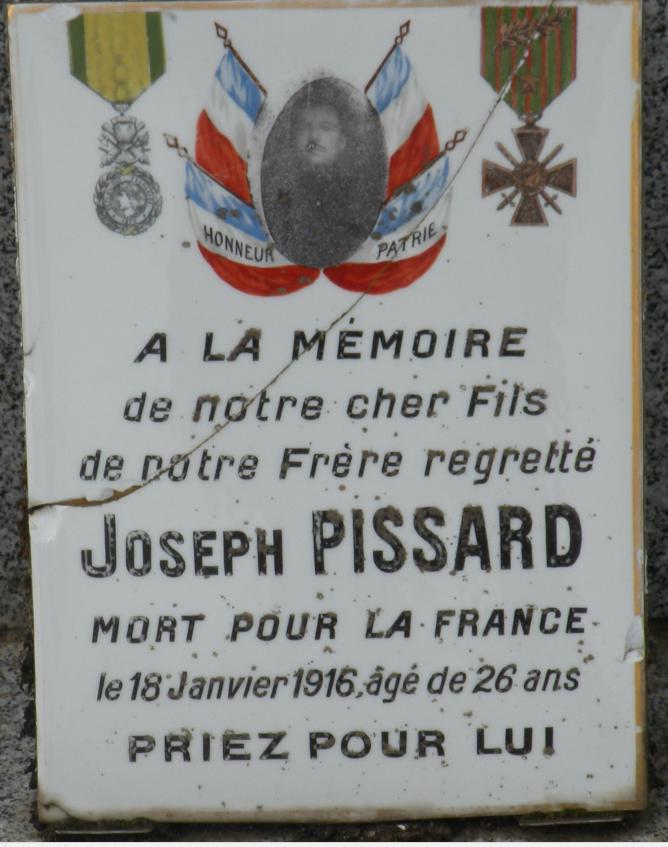 HONNEUR PATRIE
A LA MÉMOIRE
de notre cher Fils
de notre Frère regretté
JOSEPH PISSARD
MORT POUR LA FRANCE
le 18 Janvier 1916, âgé de 26 ans
PRIEZ POUR LUI